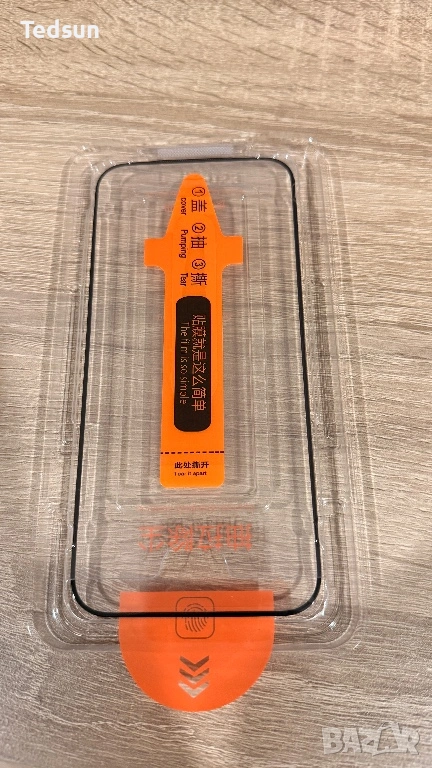 Tedsun
①盖 ②抽 ③撕
cover Pumping Tear
贴膜就是这么简单
The film is so simple
此处撕开
Tear it apart
BAZAR